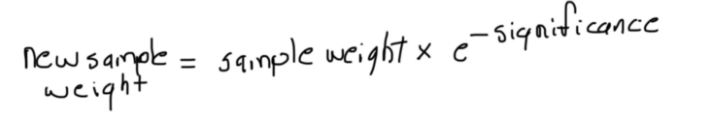 new sample = sample weight × e^-significance
weight